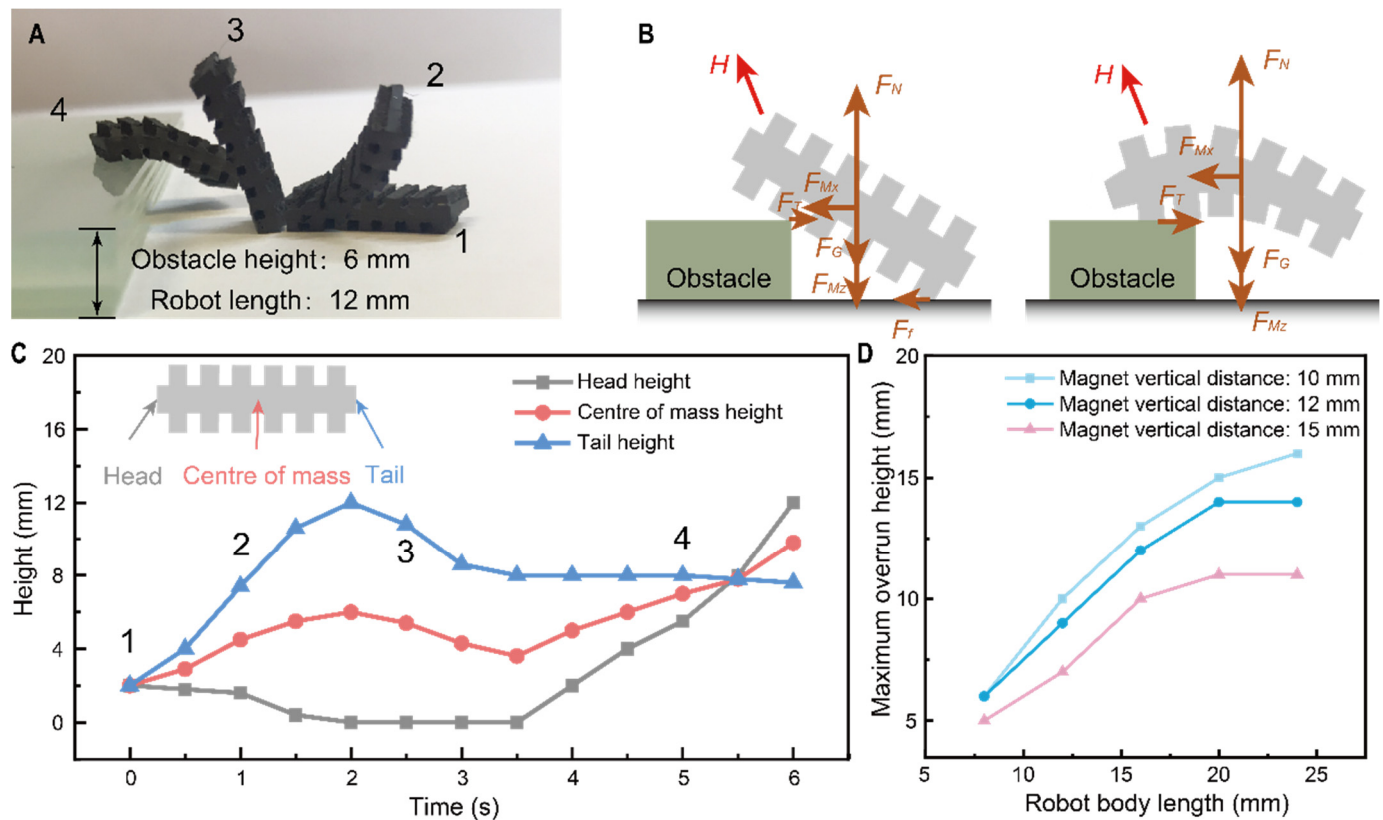 A
3
2
4
1
Obstacle height: 6 mm
Robot length: 12 mm
B
H
F_N
F_Mx
F_T
F_G
F_Mz
F_f
Obstacle
H
F_N
F_Mx
F_T
F_G
F_Mz
Obstacle
C
20
16
12
8
4
0
Height (mm)
0
1
2
3
4
5
6
Time (s)
Head
Centre of mass
Tail
Head height
Centre of mass height
Tail height
1
2
3
4
D
20
15
10
5
Maximum overrun height (mm)
5
10
15
20
25
Robot body length (mm)
Magnet vertical distance: 10 mm
Magnet vertical distance: 12 mm
Magnet vertical distance: 15 mm